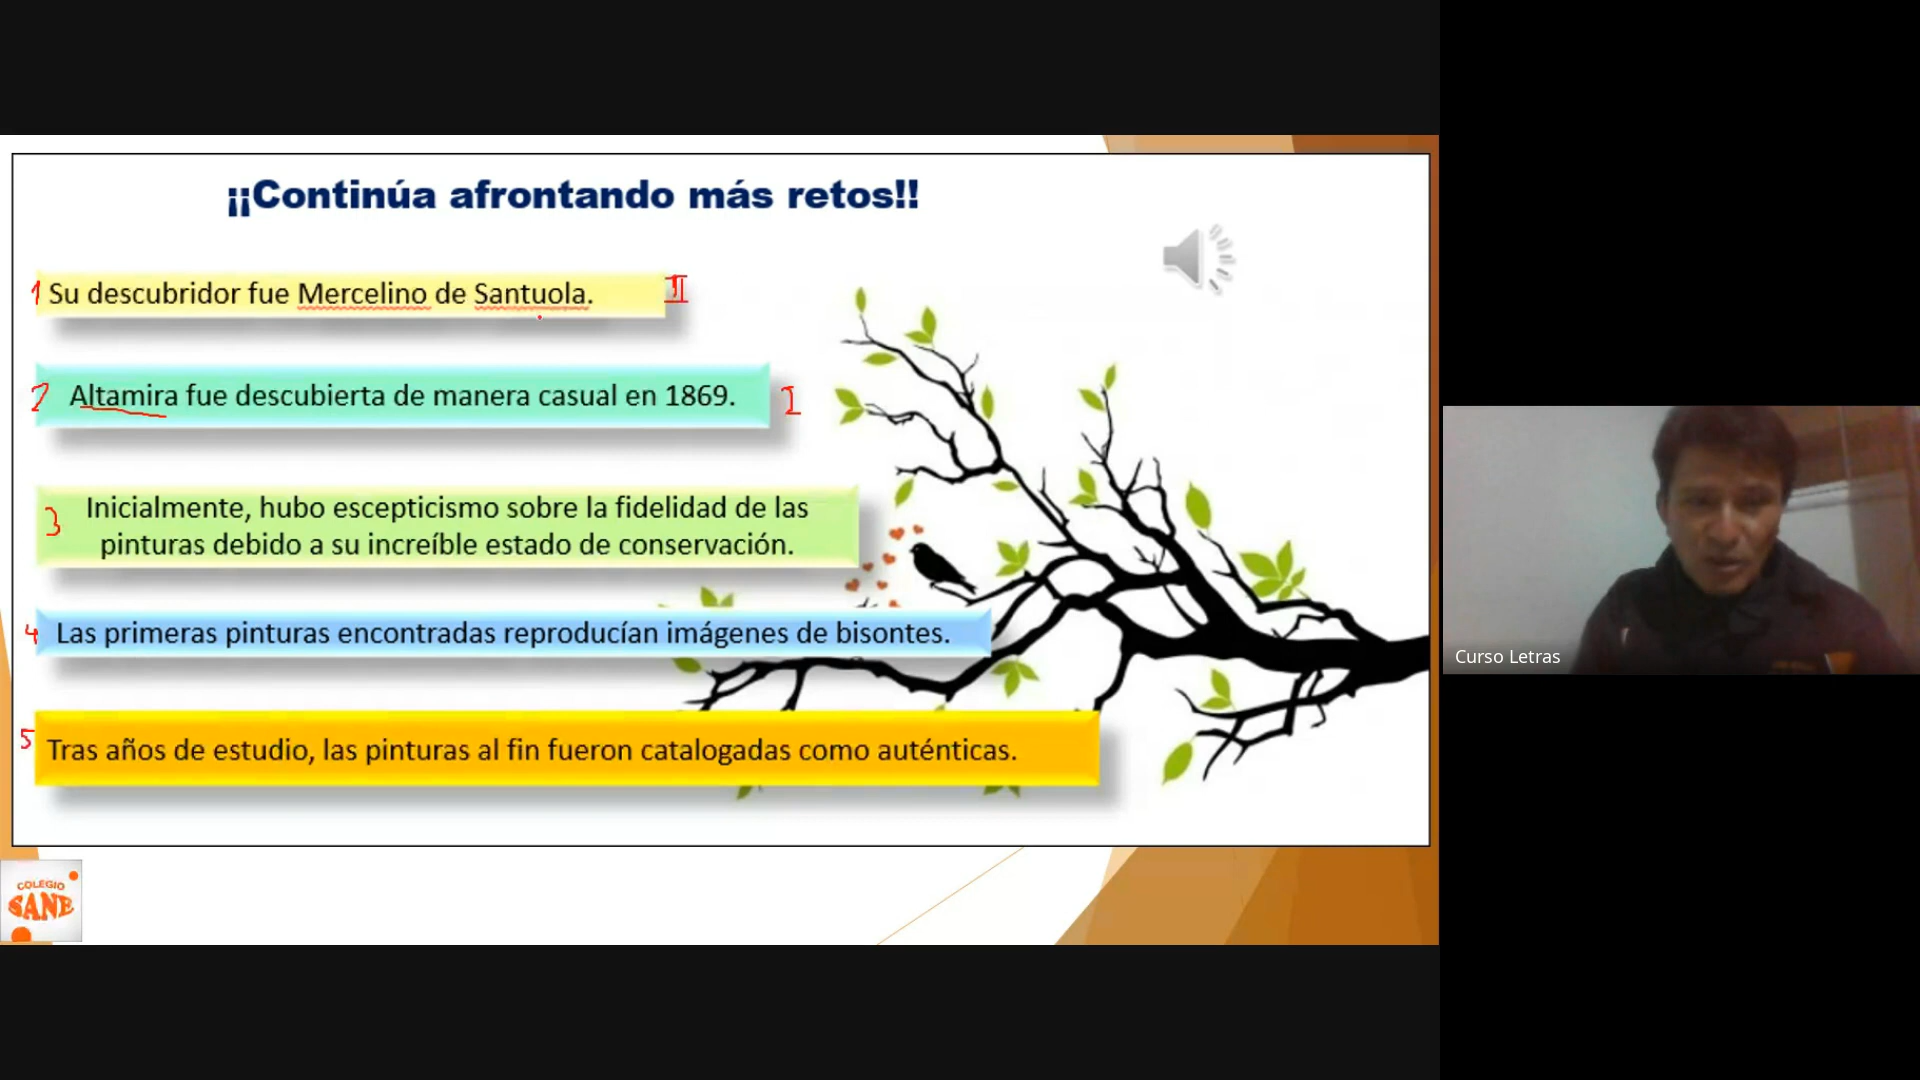 ¡¡Continúa afrontando más retos!!
1 Su descubridor fue Mercelino de Santuola. II
2 Altamira fue descubierta de manera casual en 1869. I
3 Inicialmente, hubo escepticismo sobre la fidelidad de las
pinturas debido a su increíble estado de conservación.
4 Las primeras pinturas encontradas reproducían imágenes de bisontes.
5 Tras años de estudio, las pinturas al fin fueron catalogadas como auténticas.
COLEGIO
SANE
Curso Letras